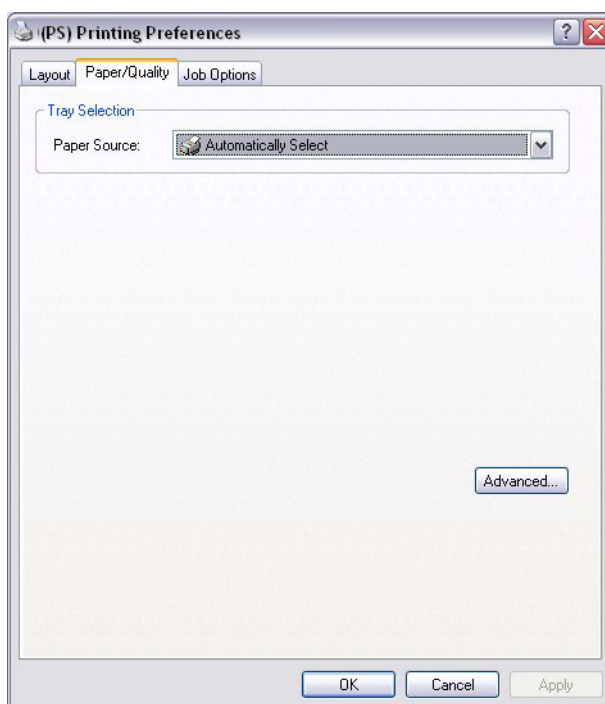 (PS) Printing Preferences
Layout Paper/Quality Job Options
Tray Selection
Paper Source: Automatically Select
Advanced...
OK Cancel Apply